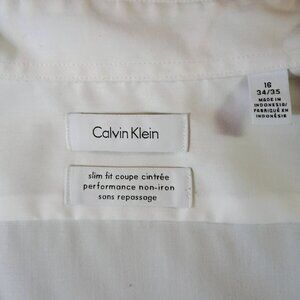 Calvin Klein
slim fit coupe cintrée
performance non-iron
sans repassage
16
34/35
MADE IN
INDONESIA/
FABRIQUÉ EN
INDONÉSIE